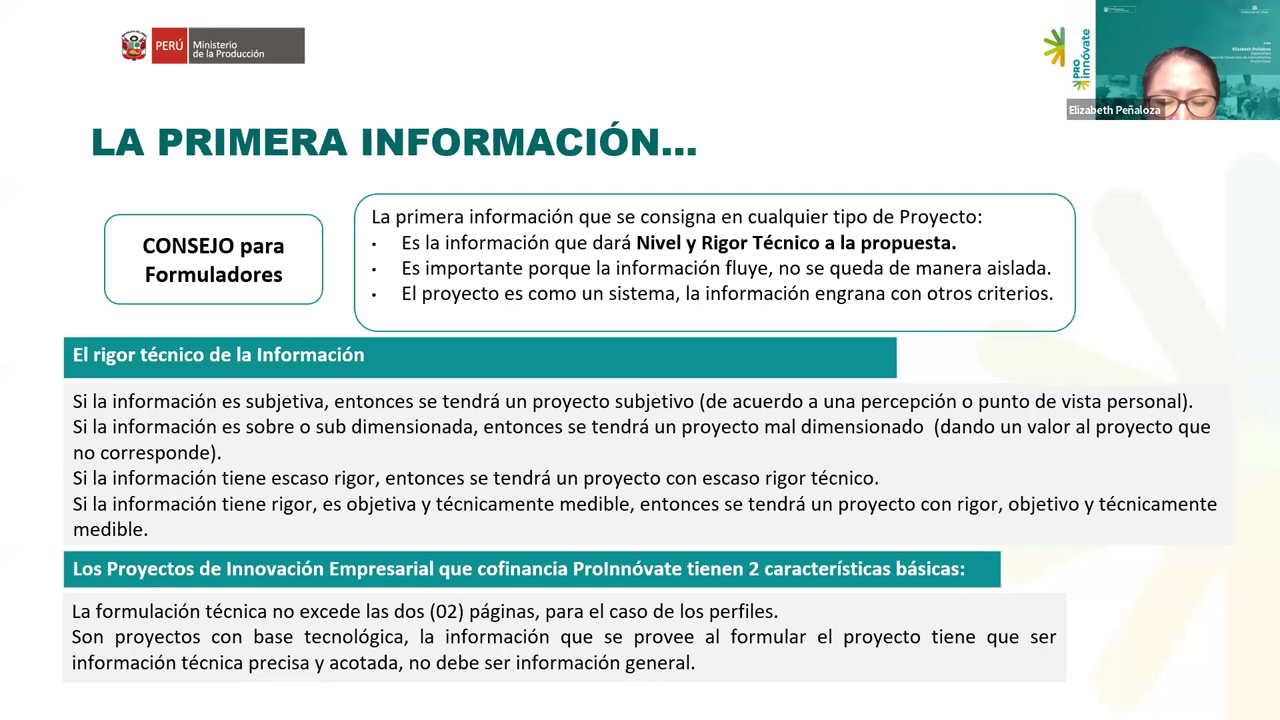 PERÚ
Ministerio
de la Producción
PRO
innóvate
Elizabeth Peñaloza
Elizabeth Peñaloza
LA PRIMERA INFORMACIÓN...
CONSEJO para
Formuladores
La primera información que se consigna en cualquier tipo de Proyecto:
• Es la información que dará Nivel y Rigor Técnico a la propuesta.
• Es importante porque la información fluye, no se queda de manera aislada.
• El proyecto es como un sistema, la información engrana con otros criterios.
El rigor técnico de la Información
Si la información es subjetiva, entonces se tendrá un proyecto subjetivo (de acuerdo a una percepción o punto de vista personal).
Si la información es sobre o sub dimensionada, entonces se tendrá un proyecto mal dimensionado (dando un valor al proyecto que
no corresponde).
Si la información tiene escaso rigor, entonces se tendrá un proyecto con escaso rigor técnico.
Si la información tiene rigor, es objetiva y técnicamente medible, entonces se tendrá un proyecto con rigor, objetivo y técnicamente
medible.
Los Proyectos de Innovación Empresarial que cofinancia ProInnóvate tienen 2 características básicas:
La formulación técnica no excede las dos (02) páginas, para el caso de los perfiles.
Son proyectos con base tecnológica, la información que se provee al formular el proyecto tiene que ser
información técnica precisa y acotada, no debe ser información general.